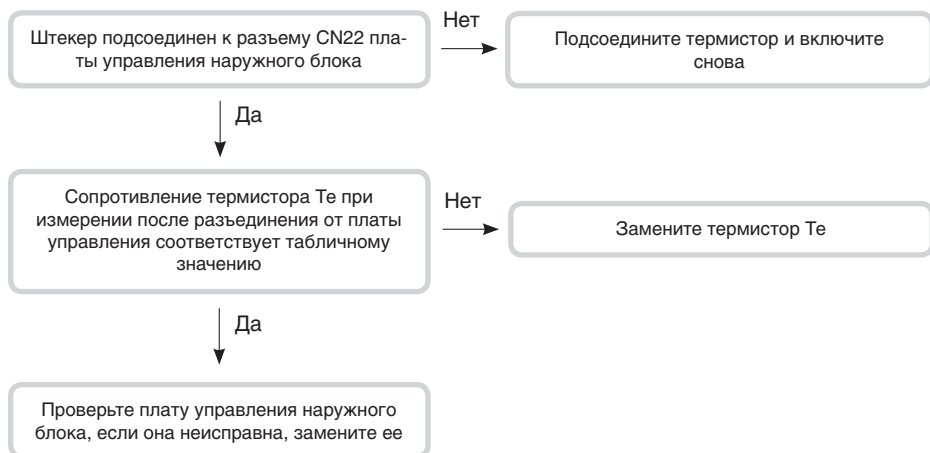 Штекер подсоединен к разъему CN22 пла-
ты управления наружного блока
Нет
Подсоедините термистор и включите
снова
Да
Сопротивление термистора Te при
измерении после разъединения от платы
управления соответствует табличному
значению
Нет
Замените термистор Te
Да
Проверьте плату управления наружного
блока, если она неисправна, замените ее